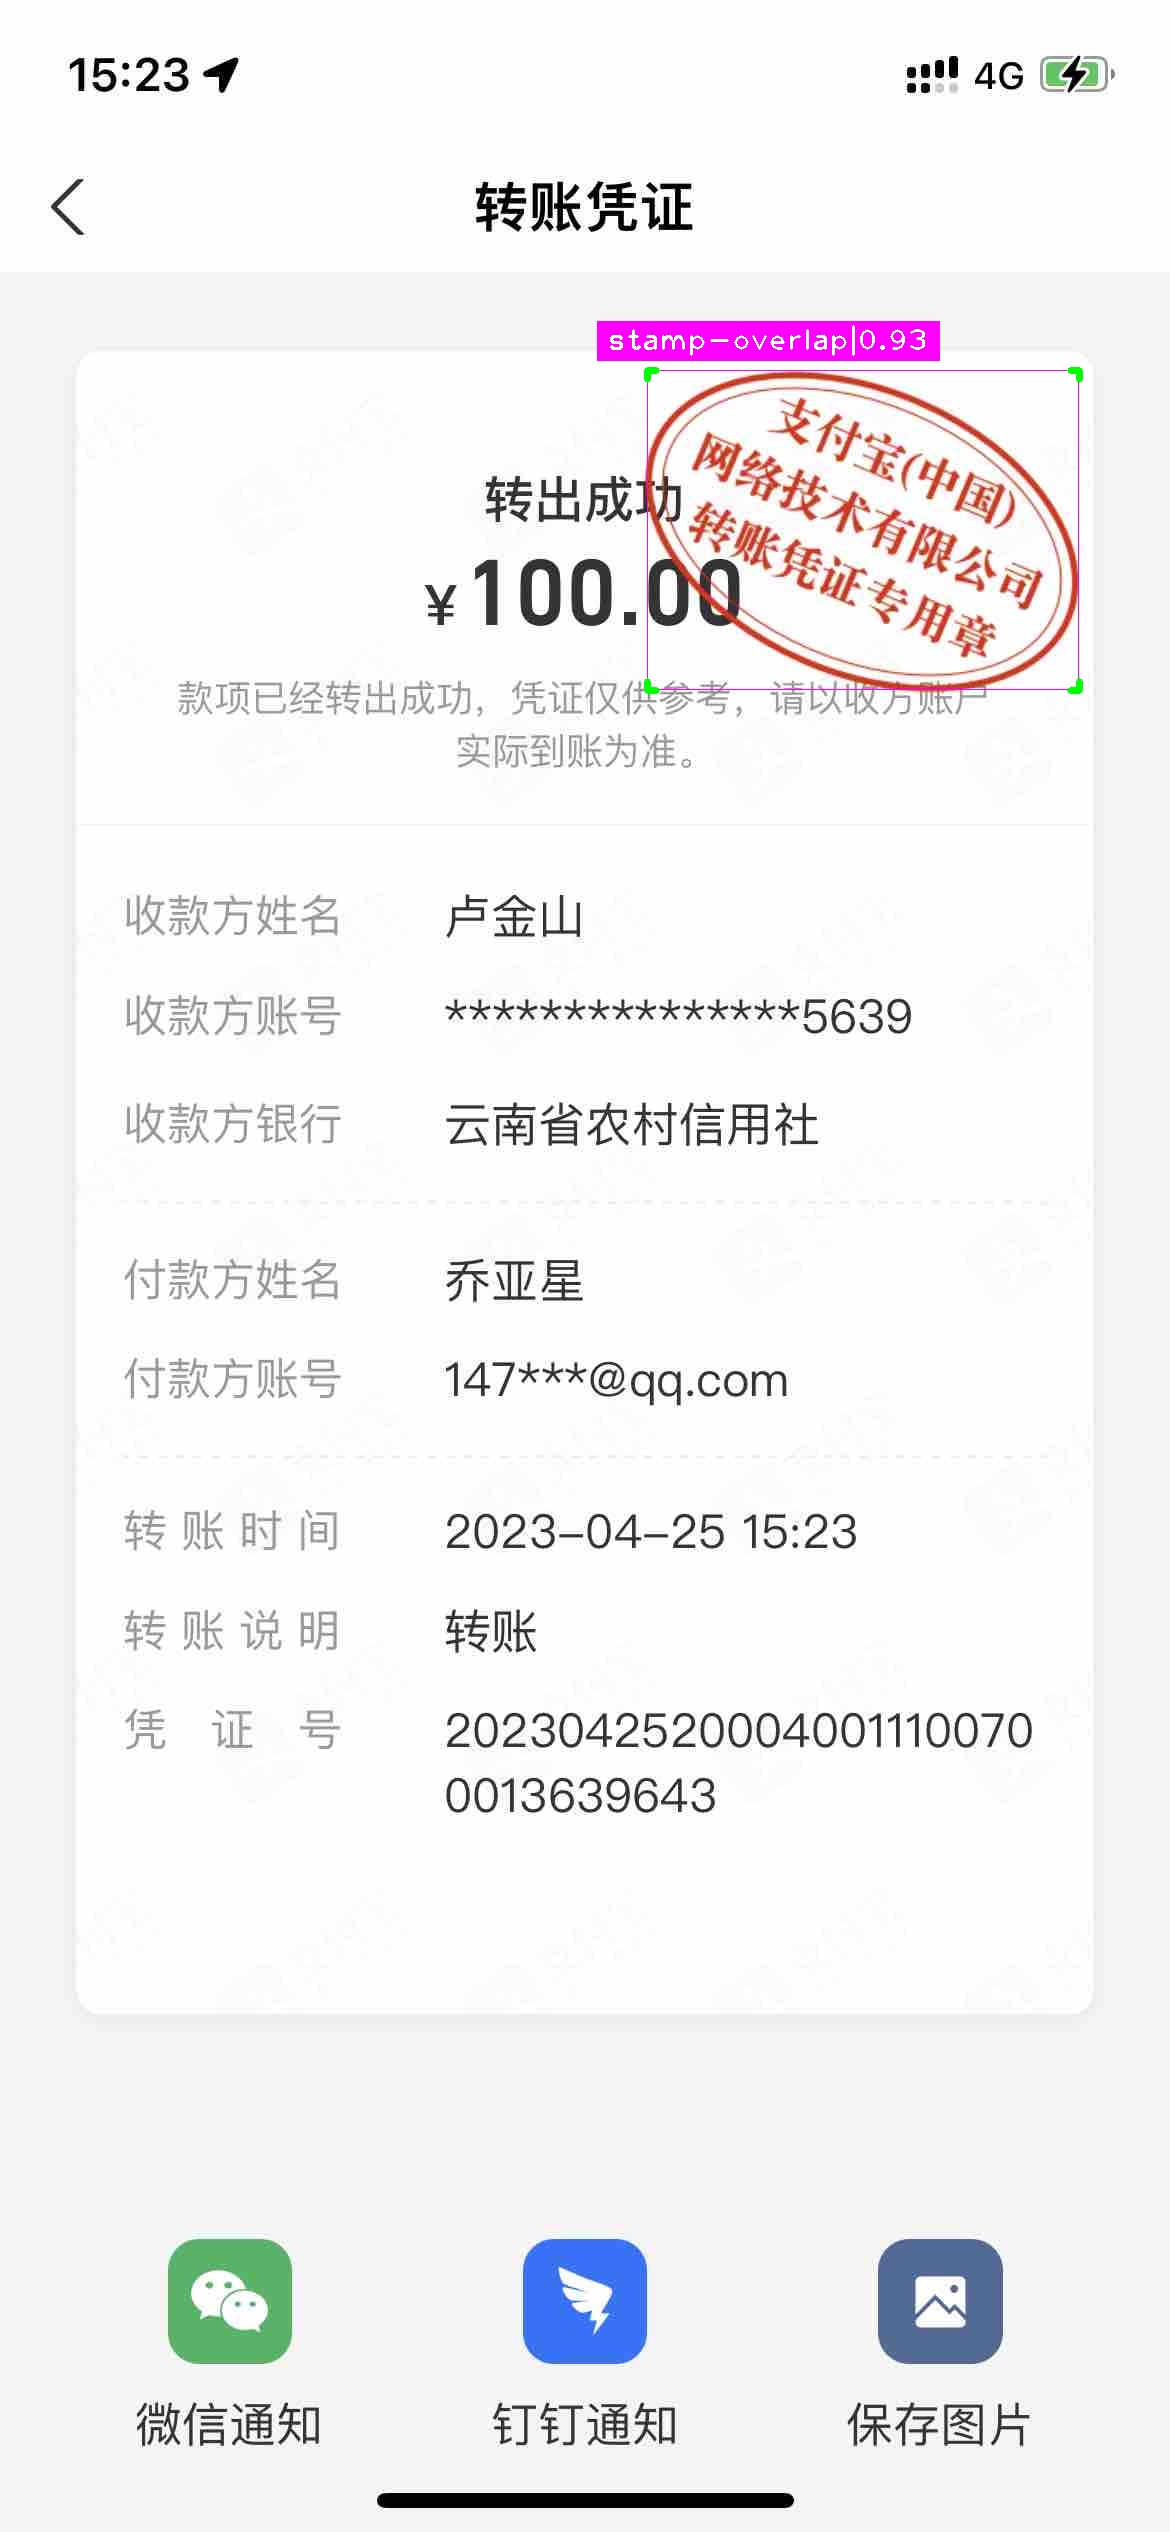 15:23
4G
转账凭证
stamp-overlap|0.93
支付宝(中国)
网络技术有限公司
转账凭证专用章
转出成功
¥100.00
款项已经转出成功，凭证仅供参考，请以收方账户
实际到账为准。
收款方姓名 卢金山
收款方账号 ***************5639
收款方银行 云南省农村信用社
付款方姓名 乔亚星
付款方账号 147***@qq.com
转账时间 2023-04-25 15:23
转账说明 转账
凭证号 2023042520004001110070
0013639643
微信通知 钉钉通知 保存图片